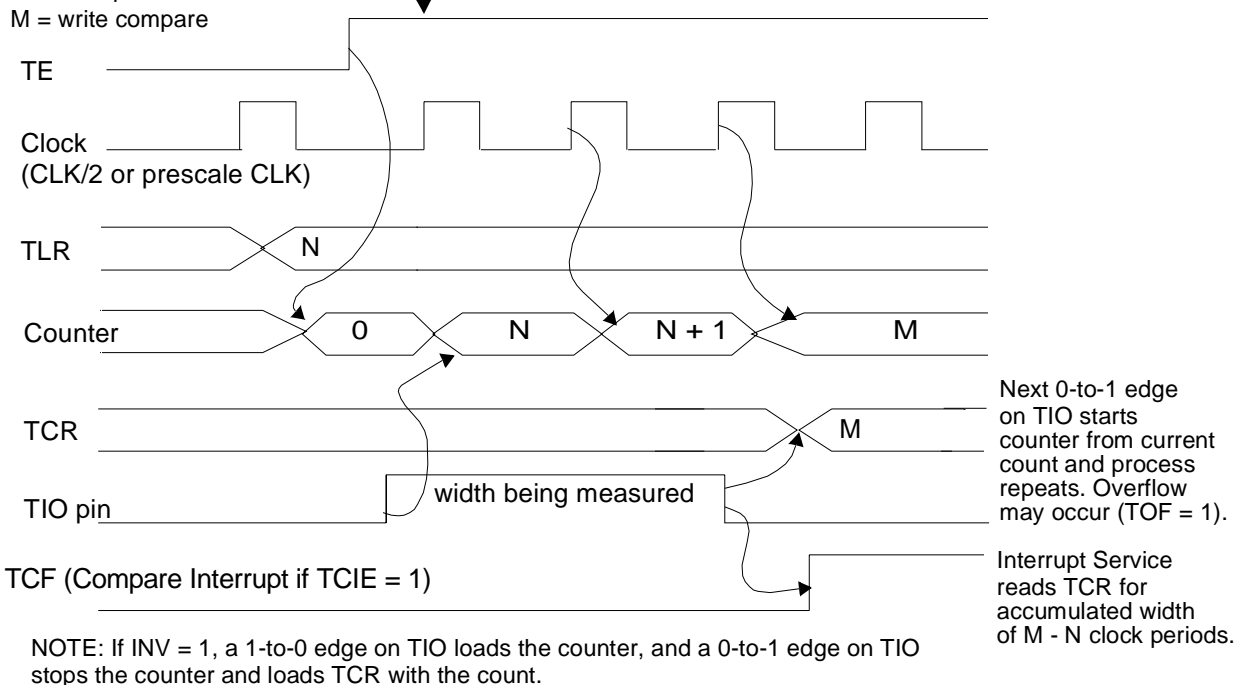 M = write compare
TE
Clock
(CLK/2 or prescale CLK)
TLR
N
Counter
0
N
N + 1
M
TCR
M
Next 0-to-1 edge
on TIO starts
counter from current
count and process
repeats. Overflow
may occur (TOF = 1).
TIO pin
width being measured
TCF (Compare Interrupt if TCIE = 1)
Interrupt Service
reads TCR for
accumulated width
of M - N clock periods.
NOTE: If INV = 1, a 1-to-0 edge on TIO loads the counter, and a 0-to-1 edge on TIO
stops the counter and loads TCR with the count.